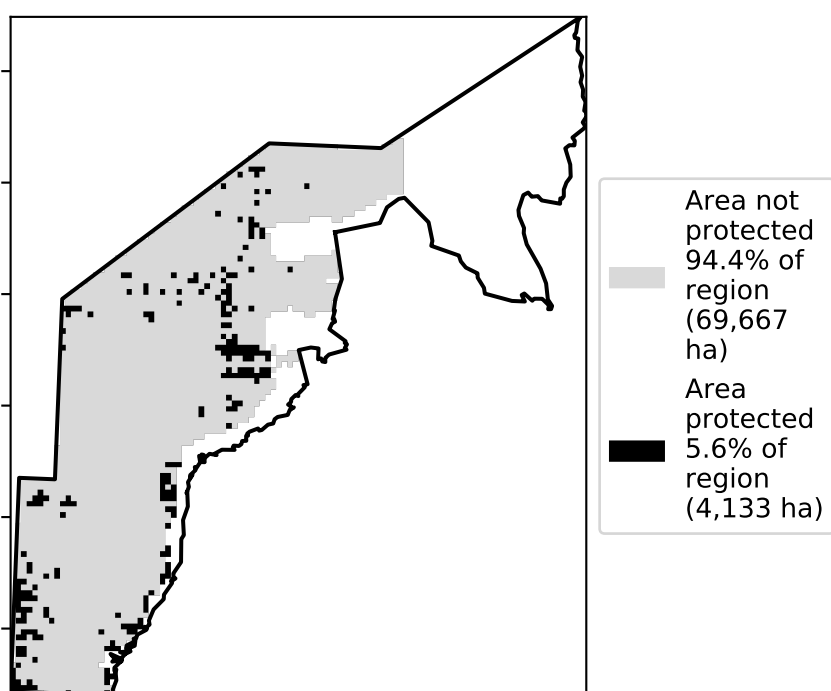 Area not
protected
94.4% of
region
(69,667
ha)
Area
protected
5.6% of
region
(4,133 ha)